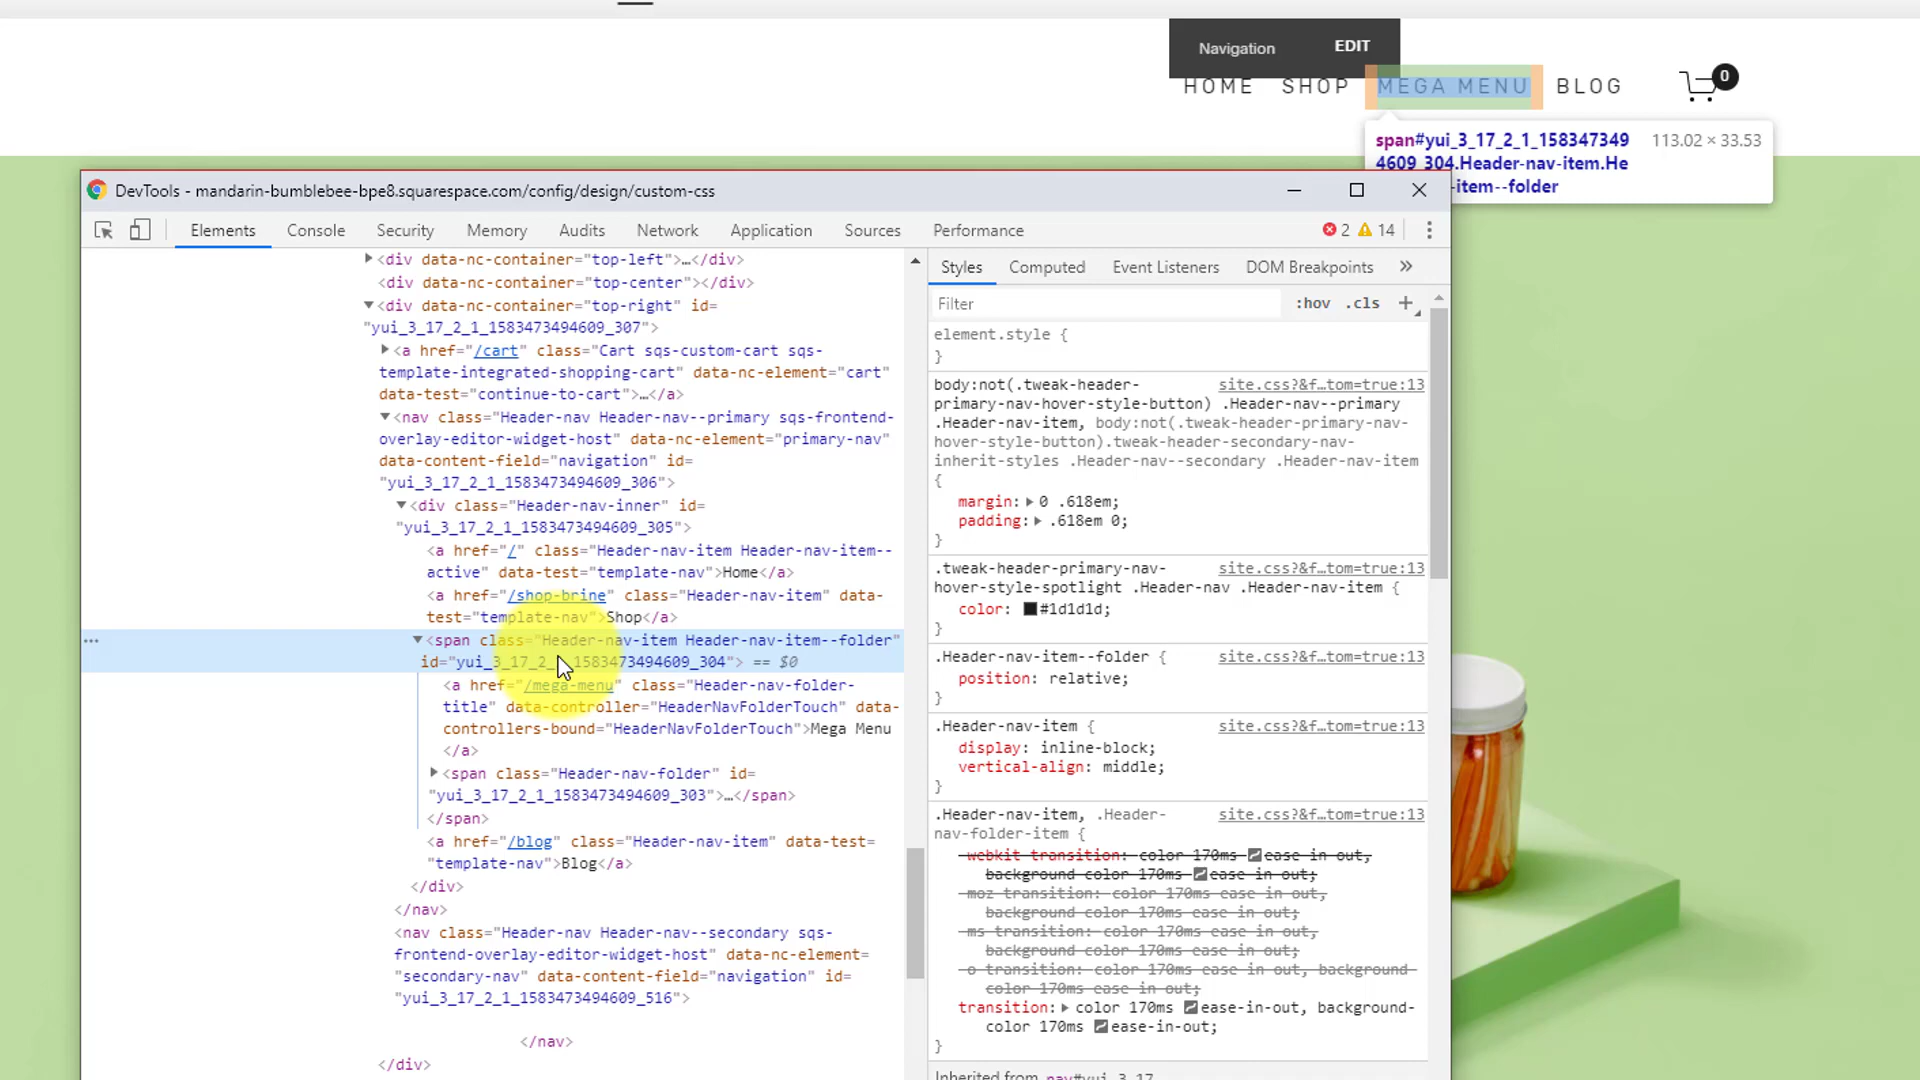 Navigation EDIT
HOME SHOP MEGA MENU BLOG 0
span#yui_3_17_2_1_158347349 113.02 × 33.53
4609_304.Header-nav-item.He
-item--folder
DevTools - mandarin-bumblebee-bpe8.squarespace.com/config/design/custom-css
Elements Console Security Memory Audits Network Application Sources Performance 2 14
<div data-nc-container="top-left">…</div>
<div data-nc-container="top-center"></div>
<div data-nc-container="top-right" id=
"yui_3_17_2_1_1583473494609_307">
<a href="/cart" class="Cart sqs-custom-cart sqs-
template-integrated-shopping-cart" data-nc-element="cart"
data-test="continue-to-cart">…</a>
<nav class="Header-nav Header-nav--primary sqs-frontend-
overlay-editor-widget-host" data-nc-element="primary-nav"
data-content-field="navigation" id=
"yui_3_17_2_1_1583473494609_306">
<div class="Header-nav-inner" id=
"yui_3_17_2_1_1583473494609_305">
<a href="/" class="Header-nav-item Header-nav-item--
active" data-test="template-nav">Home</a>
<a href="/shop-brine" class="Header-nav-item" data-
test="template-nav">Shop</a>
… <span class="Header-nav-item Header-nav-item--folder"
id="yui_3_17_2_1_1583473494609_304"> == $0
<a href="/mega-menu" class="Header-nav-folder-
title" data-controller="HeaderNavFolderTouch" data-
controllers-bound="HeaderNavFolderTouch">Mega Menu
</a>
<span class="Header-nav-folder" id=
"yui_3_17_2_1_1583473494609_303">…</span>
</span>
<a href="/blog" class="Header-nav-item" data-test=
"template-nav">Blog</a>
</div>
</nav>
<nav class="Header-nav Header-nav--secondary sqs-
frontend-overlay-editor-widget-host" data-nc-element=
"secondary-nav" data-content-field="navigation" id=
"yui_3_17_2_1_1583473494609_516">
</nav>
</div>
Styles Computed Event Listeners DOM Breakpoints »
Filter :hov .cls +
element.style {
}
body:not(.tweak-header- site.css?&f…tom=true:13
primary-nav-hover-style-button) .Header-nav--primary
.Header-nav-item, body:not(.tweak-header-primary-nav-
hover-style-button).tweak-header-secondary-nav-
inherit-styles .Header-nav--secondary .Header-nav-item
{
margin: 0 .618em;
padding: .618em 0;
}
.tweak-header-primary-nav- site.css?&f…tom=true:13
hover-style-spotlight .Header-nav .Header-nav-item {
color: #1d1d1d;
}
.Header-nav-item--folder { site.css?&f…tom=true:13
position: relative;
}
.Header-nav-item { site.css?&f…tom=true:13
display: inline-block;
vertical-align: middle;
}
.Header-nav-item, .Header- site.css?&f…tom=true:13
nav-folder-item {
-webkit-transition: color 170ms ease-in-out,
background-color 170ms ease-in-out;
-moz-transition: color 170ms ease-in-out,
background-color 170ms ease-in-out;
-ms-transition: color 170ms ease-in-out,
background-color 170ms ease-in-out;
-o-transition: color 170ms ease-in-out, background-
color 170ms ease-in-out;
transition: color 170ms ease-in-out, background-
color 170ms ease-in-out;
}
Inherited from nav#yui_3_17_